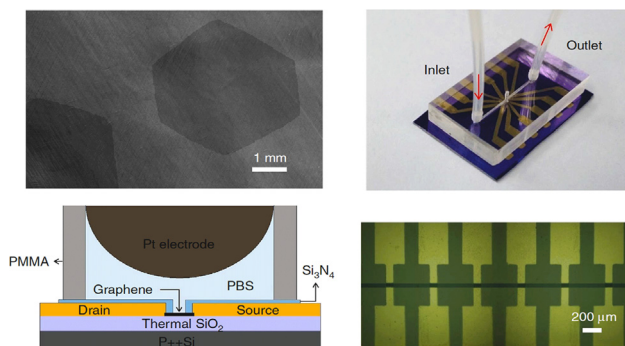 1 mm
Inlet
Outlet
Pt electrode
PMMA
Graphene
PBS
Si₃N₄
Drain
Source
Thermal SiO₂
P++Si
200 μm